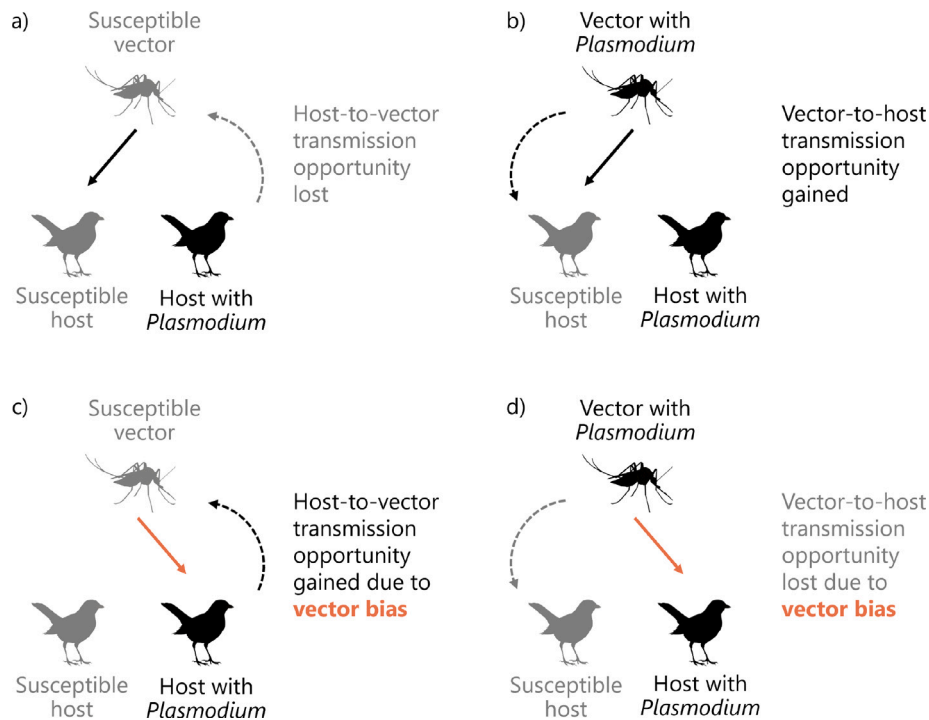 a)
Susceptible
vector
Host-to-vector
transmission
opportunity
lost
Susceptible
host
Host with
Plasmodium
b)
Vector with
Plasmodium
Vector-to-host
transmission
opportunity
gained
Susceptible
host
Host with
Plasmodium
c)
Susceptible
vector
Host-to-vector
transmission
opportunity
gained due to
vector bias
Susceptible
host
Host with
Plasmodium
d)
Vector with
Plasmodium
Vector-to-host
transmission
opportunity
lost due to
vector bias
Susceptible
host
Host with
Plasmodium